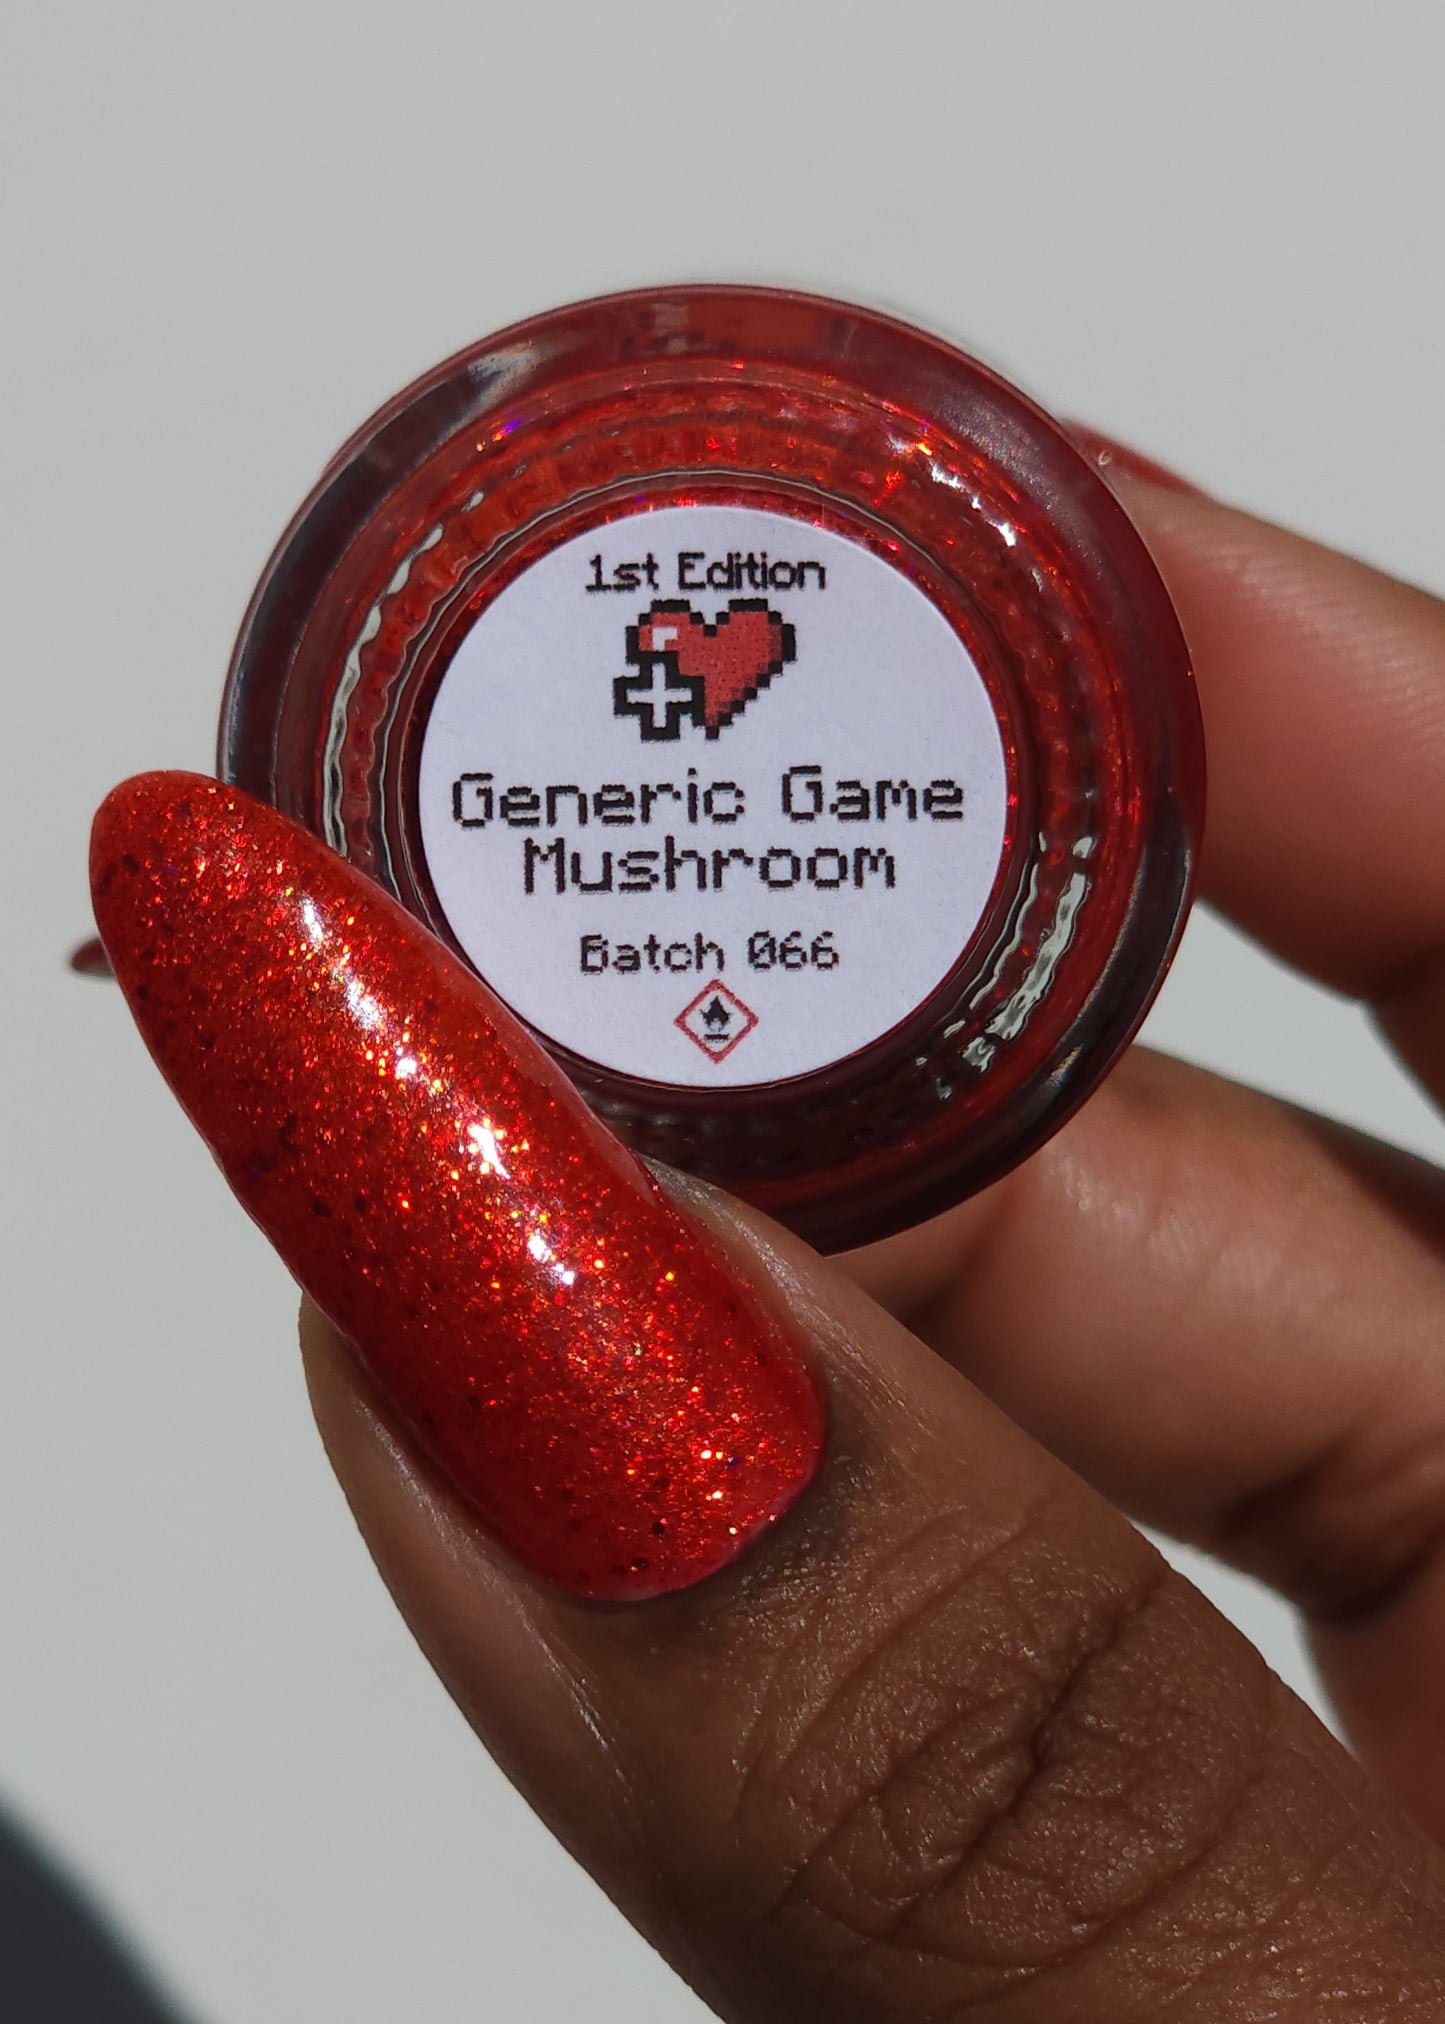 1st Edition
Generic Game
Mushroom
Batch 066